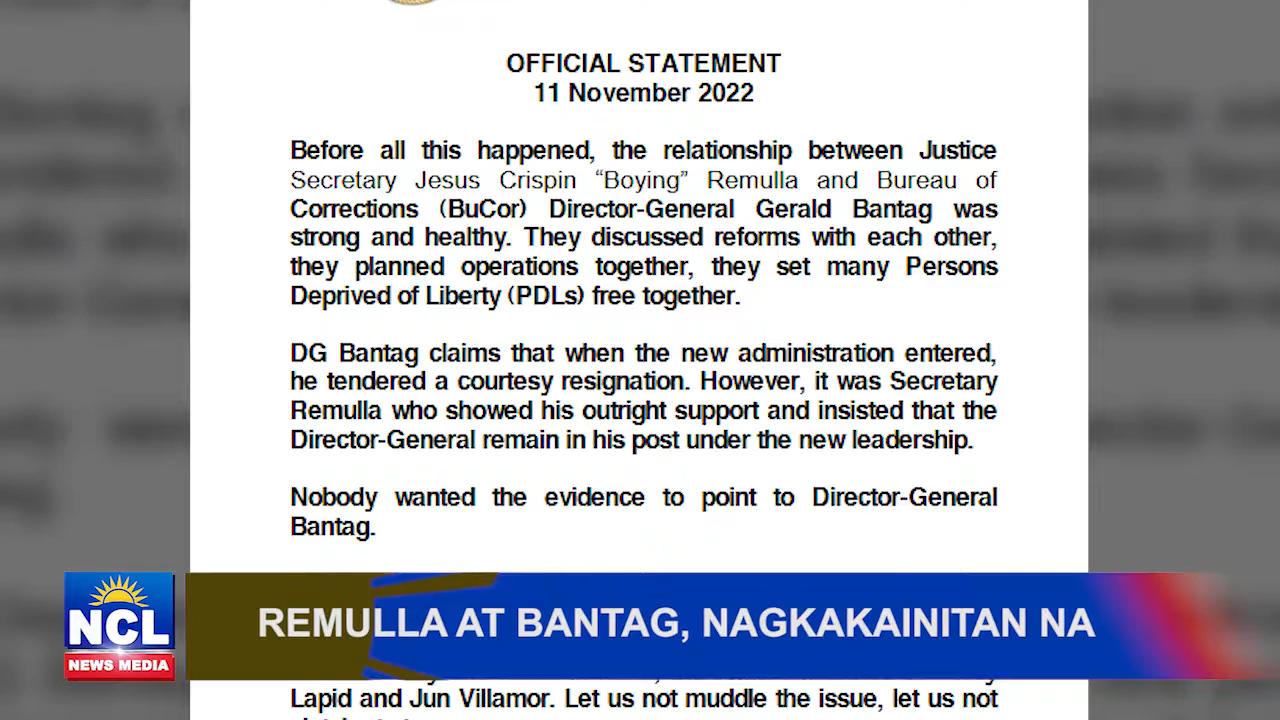 OFFICIAL STATEMENT
11 November 2022
Before all this happened, the relationship between Justice
Secretary Jesus Crispin “Boying” Remulla and Bureau of
Corrections (BuCor) Director-General Gerald Bantag was
strong and healthy. They discussed reforms with each other,
they planned operations together, they set many Persons
Deprived of Liberty (PDLs) free together.
DG Bantag claims that when the new administration entered,
he tendered a courtesy resignation. However, it was Secretary
Remulla who showed his outright support and insisted that the
Director-General remain in his post under the new leadership.
Nobody wanted the evidence to point to Director-General
Bantag.
NCL
NEWS MEDIA
REMULLA AT BANTAG, NAGKAKAINITAN NA
Lapid and Jun Villamor. Let us not muddle the issue, let us not